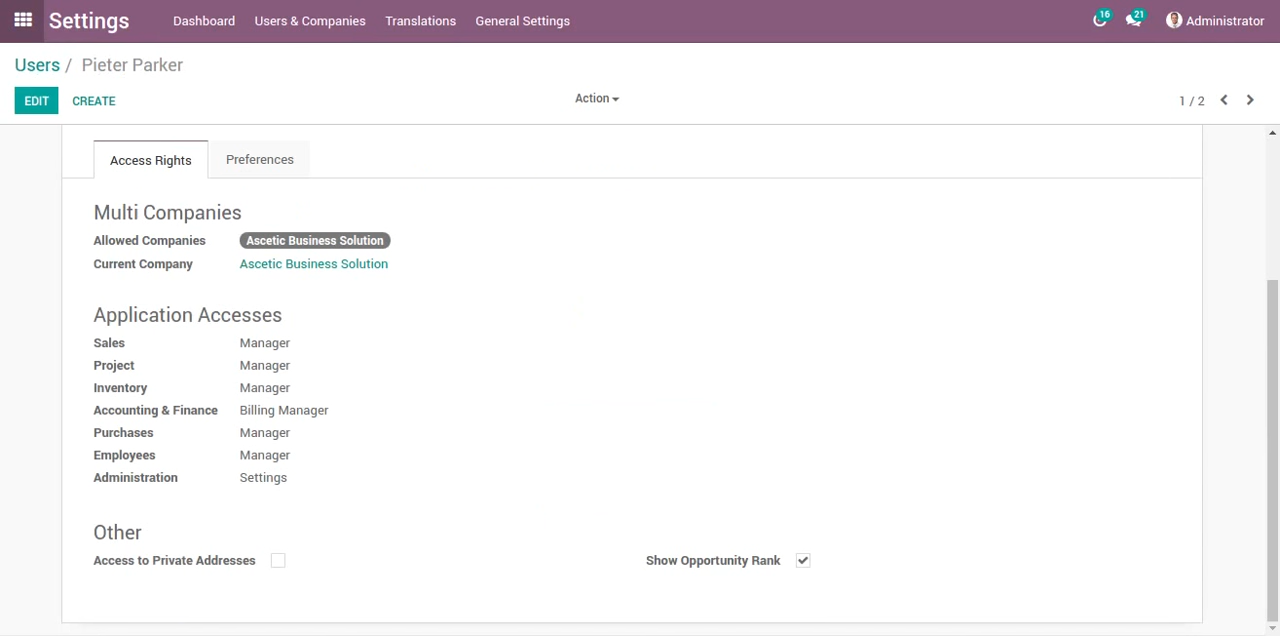 Settings Dashboard Users & Companies Translations General Settings 16 21 Administrator
Users / Pieter Parker
EDIT CREATE Action 1 / 2
Access Rights Preferences
Multi Companies
Allowed Companies Ascetic Business Solution
Current Company Ascetic Business Solution
Application Accesses
Sales Manager
Project Manager
Inventory Manager
Accounting & Finance Billing Manager
Purchases Manager
Employees Manager
Administration Settings
Other
Access to Private Addresses Show Opportunity Rank